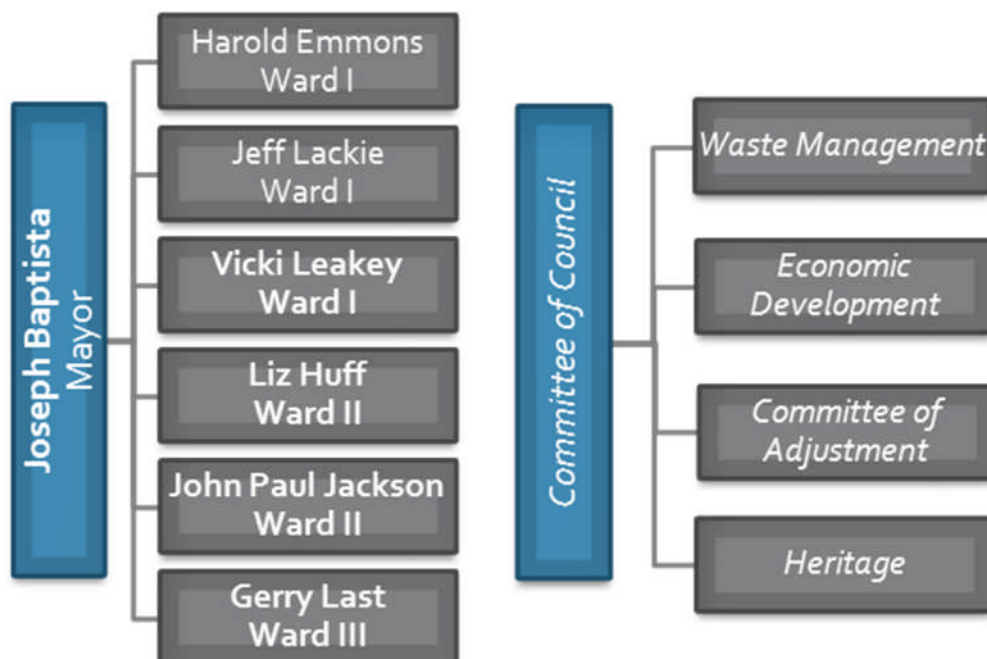 Joseph Baptista
Mayor
Harold Emmons
Ward I
Jeff Lackie
Ward I
Vicki Leakey
Ward I
Liz Huff
Ward II
John Paul Jackson
Ward II
Gerry Last
Ward III
Committee of Council
Waste Management
Economic
Development
Committee of
Adjustment
Heritage